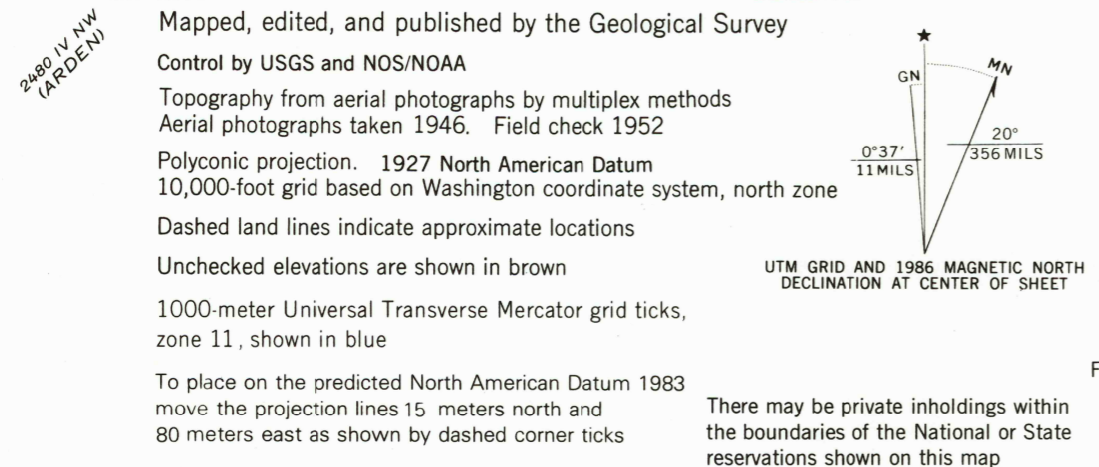 2480 IV NW
(ARDEN)
Mapped, edited, and published by the Geological Survey
Control by USGS and NOS/NOAA
Topography from aerial photographs by multiplex methods
Aerial photographs taken 1946. Field check 1952
Polyconic projection. 1927 North American Datum
10,000-foot grid based on Washington coordinate system, north zone
Dashed land lines indicate approximate locations
Unchecked elevations are shown in brown
1000-meter Universal Transverse Mercator grid ticks,
zone 11, shown in blue
To place on the predicted North American Datum 1983
move the projection lines 15 meters north and
80 meters east as shown by dashed corner ticks
★
GN
MN
0°37′
11 MILS
20°
356 MILS
UTM GRID AND 1986 MAGNETIC NORTH
DECLINATION AT CENTER OF SHEET
F
There may be private inholdings within
the boundaries of the National or State
reservations shown on this map